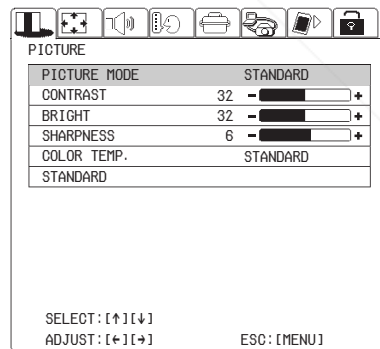 PICTURE
PICTURE MODE STANDARD
CONTRAST 32 - +
BRIGHT 32 - +
SHARPNESS 6 - +
COLOR TEMP. STANDARD
STANDARD
SELECT:[↑][↓]
ADJUST:[←][→] ESC:[MENU]